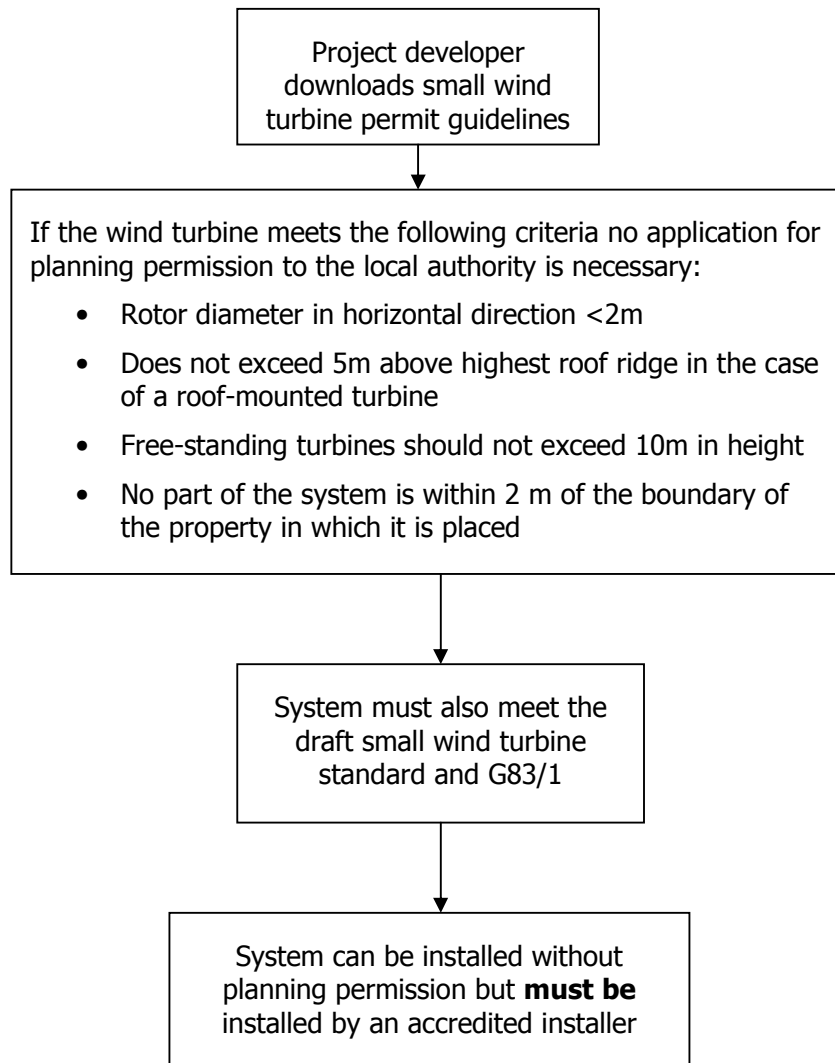 Project developer
downloads small wind
turbine permit guidelines
If the wind turbine meets the following criteria no application for
planning permission to the local authority is necessary:
• Rotor diameter in horizontal direction <2m
• Does not exceed 5m above highest roof ridge in the case
of a roof-mounted turbine
• Free-standing turbines should not exceed 10m in height
• No part of the system is within 2 m of the boundary of
the property in which it is placed
System must also meet the
draft small wind turbine
standard and G83/1
System can be installed without
planning permission but must be
installed by an accredited installer